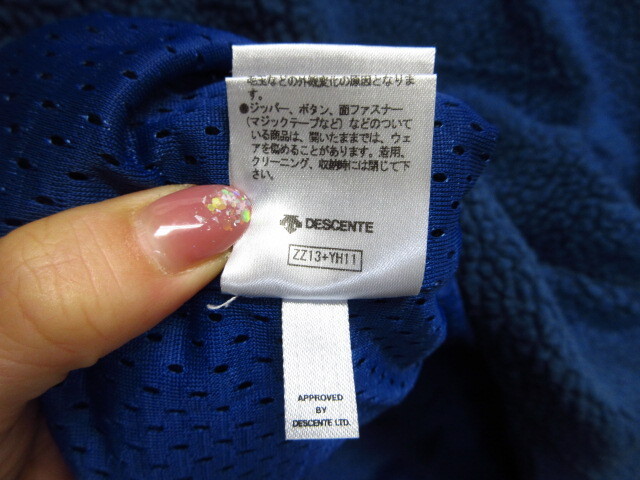 毛玉などの外観変化の原因となりま
す。
●ジッパー、ボタン、面ファスナー
(マジックテープなど)などのついて
いる商品は、開いたままでは、ウェ
アを傷めることがあります。着用、
クリーニング、収納時には閉じて下
さい。
DESCENTE
ZZ13+YH11
APPROVED
BY
DESCENTE LTD.